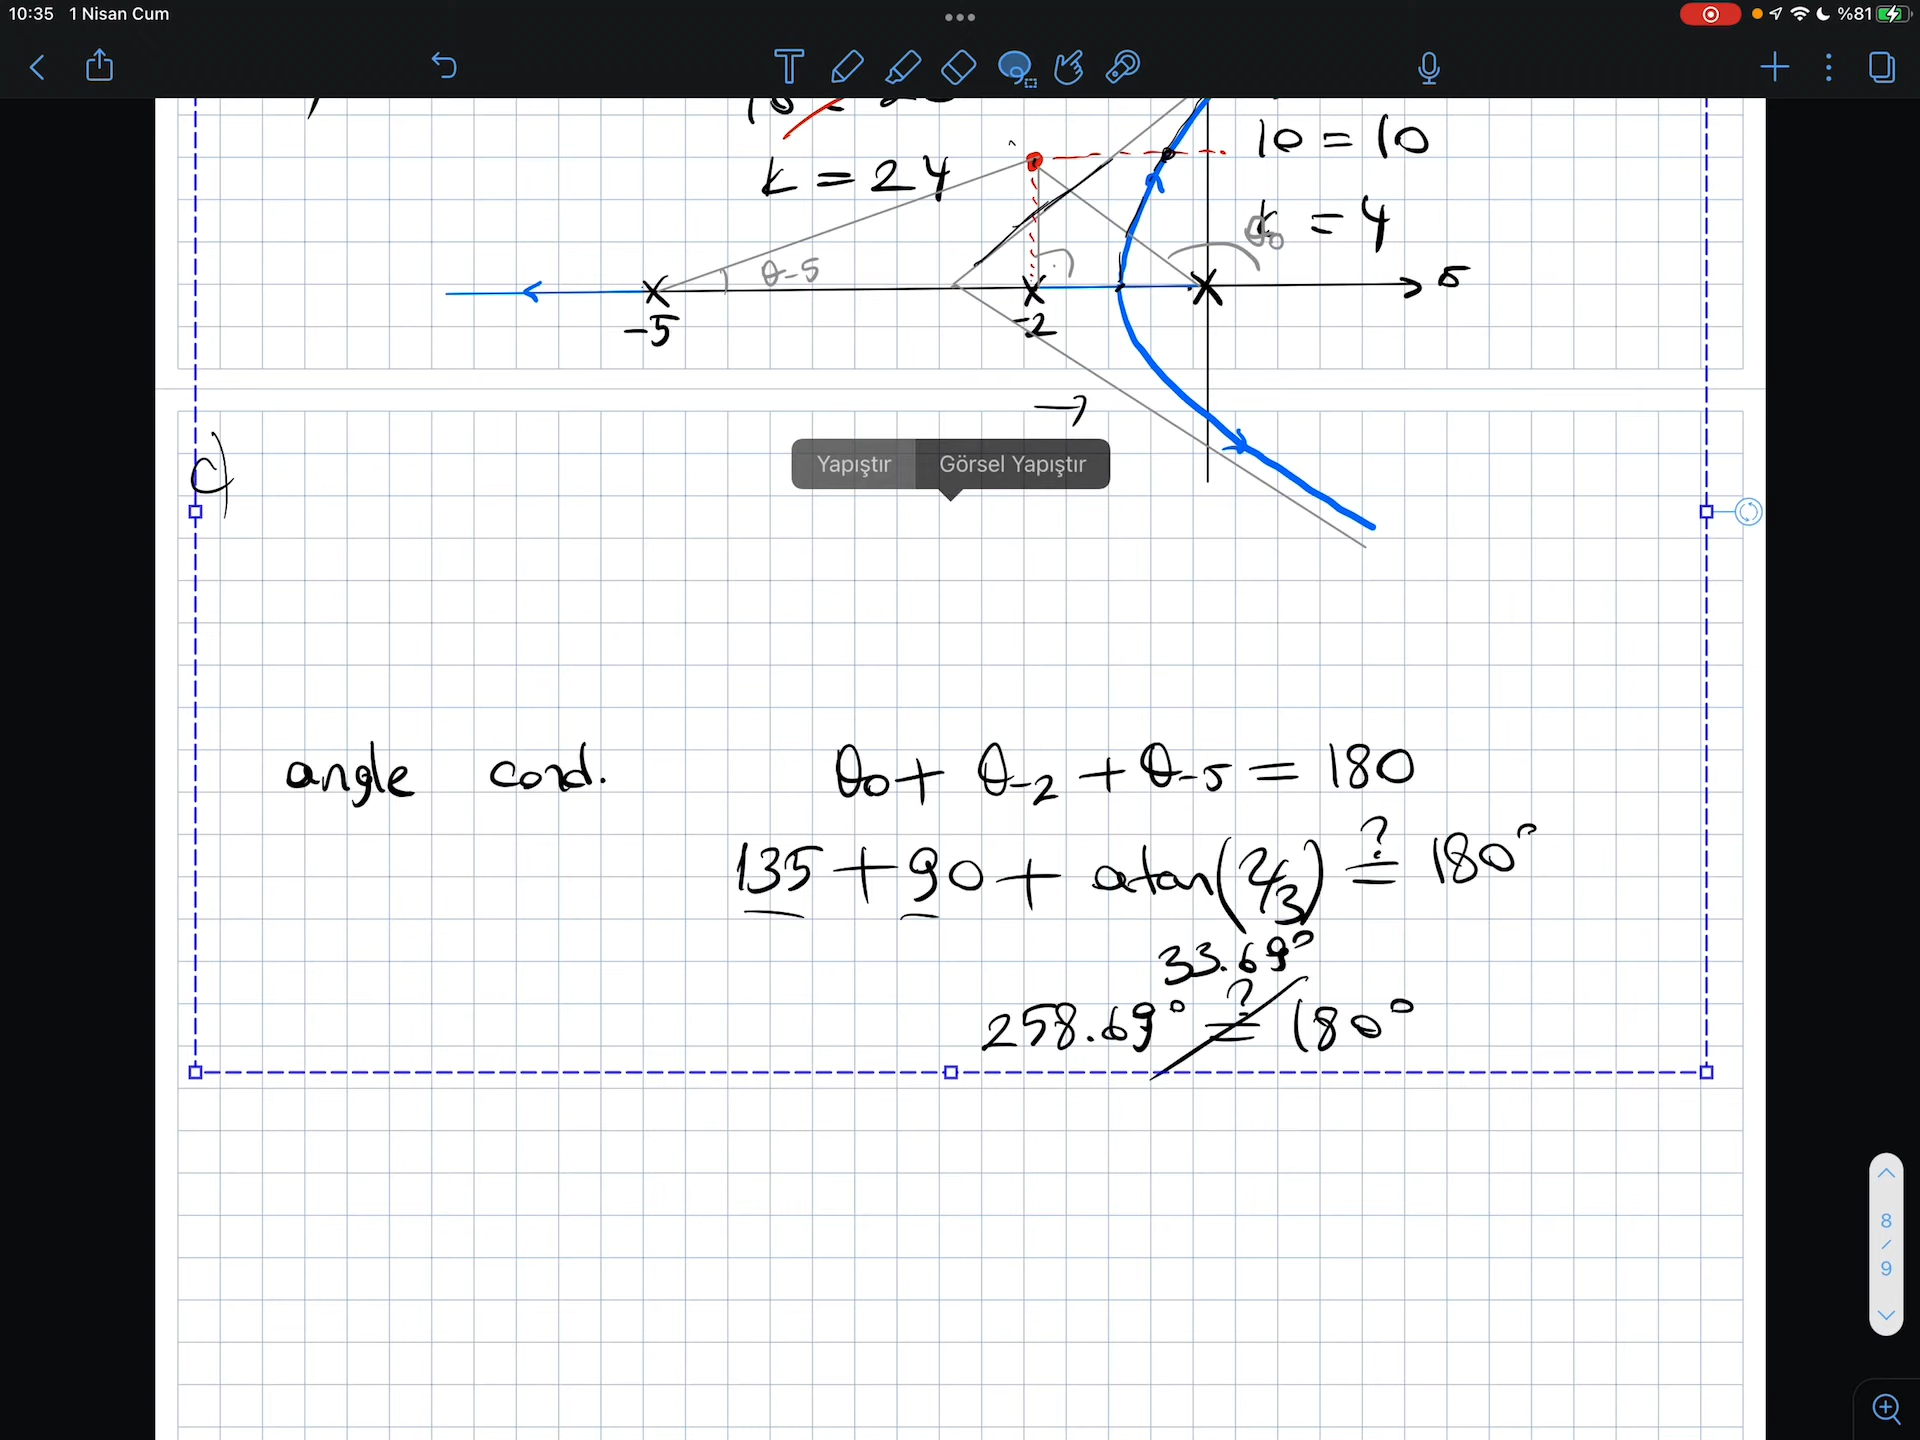 10:35 1 Nisan Cum
%81
T
10 = 10
k = 24
= 4
θ0
θ-5
σ
-5
-2
c)
Yapıştır Görsel Yapıştır
angle cond. θ0 + θ-2 + θ-5 = 180
135 + 90 + atan(2/3) ?= 180°
33.69°
258.69° ?= 180°
8
/
9